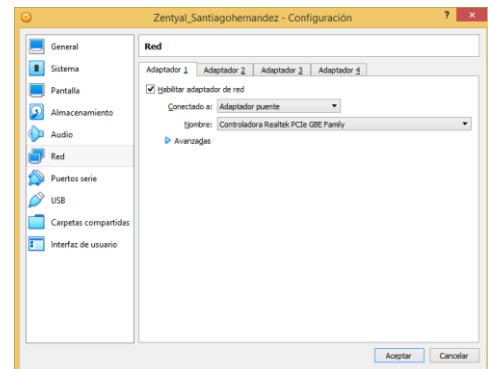 Zentyal_Santiagohernandez - Configuración
General
Sistema
Pantalla
Almacenamiento
Audio
Red
Puertos serie
USB
Carpetas compartidas
Interfaz de usuario
Red
Adaptador 1 Adaptador 2 Adaptador 3 Adaptador 4
Habilitar adaptador de red
Conectado a: Adaptador puente
Nombre: Controladora Realtek PCIe GBE Family
Avanzadas
Aceptar Cancelar